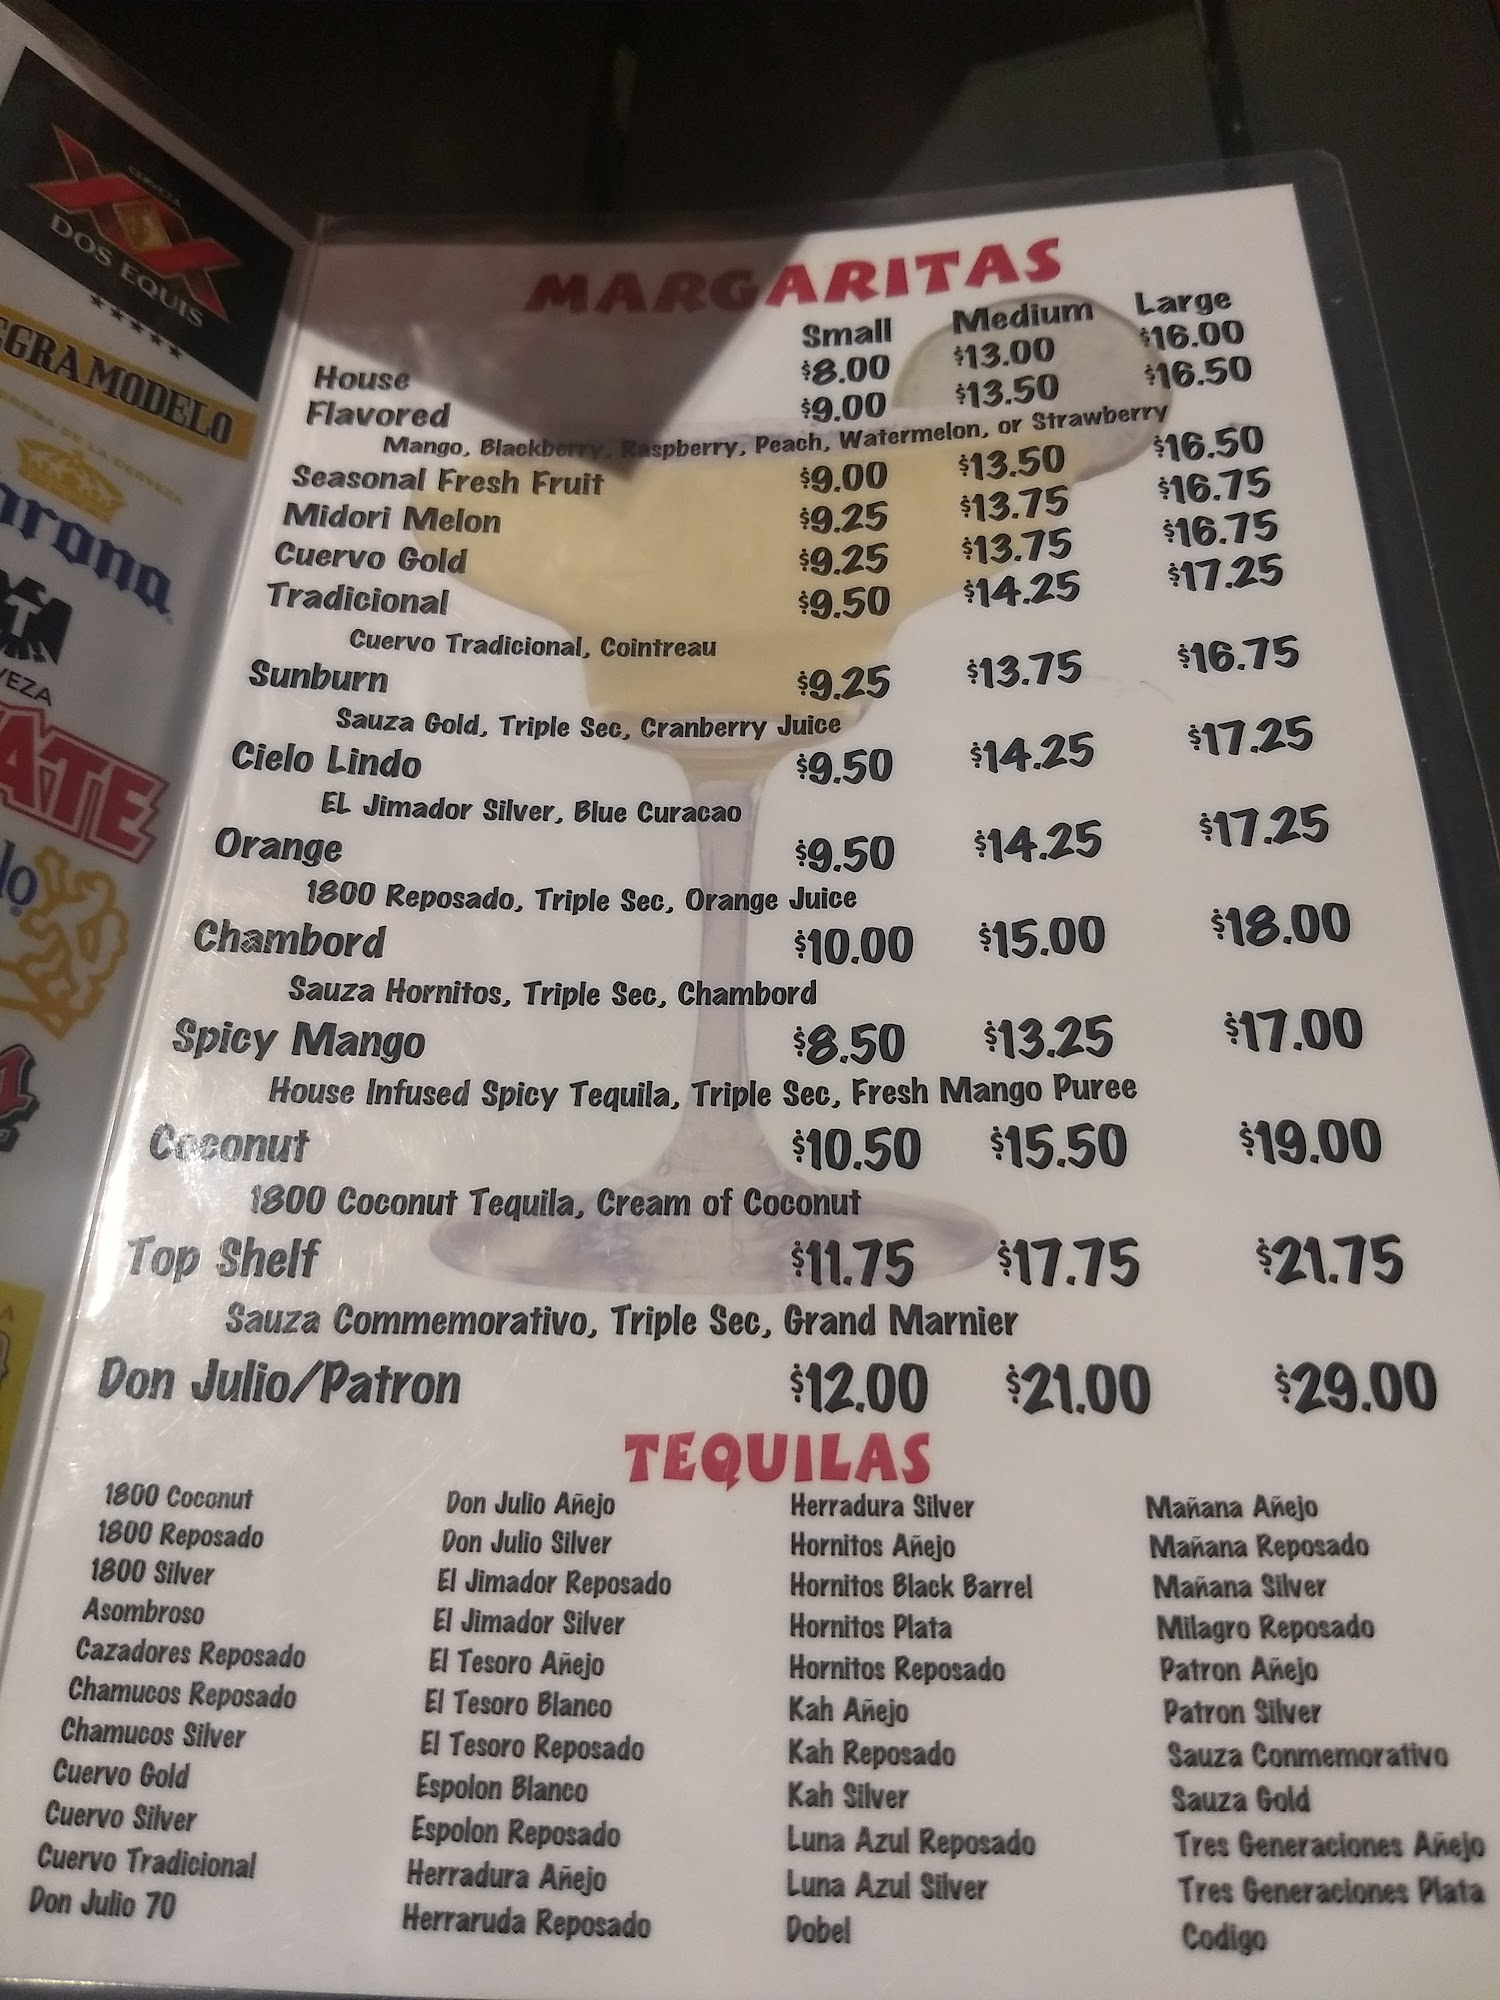 CERVEZA
DOS EQUIS
EGRA MODELO
CREMA DE LA CERVEZA
orona
T
VEZA
ATE
lo
MARGARITAS
Small Medium Large
House $8.00 $13.00 $16.00
Flavored $9.00 $13.50 $16.50
Mango, Blackberry, Raspberry, Peach, Watermelon, or Strawberry
Seasonal Fresh Fruit $9.00 $13.50 $16.50
Midori Melon $9.25 $13.75 $16.75
Cuervo Gold $9.25 $13.75 $16.75
Tradicional $9.50 $14.25 $17.25
Cuervo Tradicional, Cointreau
Sunburn $9.25 $13.75 $16.75
Sauza Gold, Triple Sec, Cranberry Juice
Cielo Lindo $9.50 $14.25 $17.25
EL Jimador Silver, Blue Curacao
Orange $9.50 $14.25 $17.25
1800 Reposado, Triple Sec, Orange Juice
Chambord $10.00 $15.00 $18.00
Sauza Hornitos, Triple Sec, Chambord
Spicy Mango $8.50 $13.25 $17.00
House Infused Spicy Tequila, Triple Sec, Fresh Mango Puree
Coconut $10.50 $15.50 $19.00
1800 Coconut Tequila, Cream of Coconut
Top Shelf $11.75 $17.75 $21.75
Sauza Commemorativo, Triple Sec, Grand Marnier
Don Julio/Patron $12.00 $21.00 $29.00
TEQUILAS
1800 Coconut
1800 Reposado
1800 Silver
Asombroso
Cazadores Reposado
Chamucos Reposado
Chamucos Silver
Cuervo Gold
Cuervo Silver
Cuervo Tradicional
Don Julio 70
Don Julio Añejo
Don Julio Silver
El Jimador Reposado
El Jimador Silver
El Tesoro Añejo
El Tesoro Blanco
El Tesoro Reposado
Espolon Blanco
Espolon Reposado
Herradura Añejo
Herraruda Reposado
Herradura Silver
Hornitos Añejo
Hornitos Black Barrel
Hornitos Plata
Hornitos Reposado
Kah Añejo
Kah Reposado
Kah Silver
Luna Azul Reposado
Luna Azul Silver
Dobel
Mañana Añejo
Mañana Reposado
Mañana Silver
Milagro Reposado
Patron Añejo
Patron Silver
Sauza Conmemorativo
Sauza Gold
Tres Generaciones Añejo
Tres Generaciones Plata
Codigo